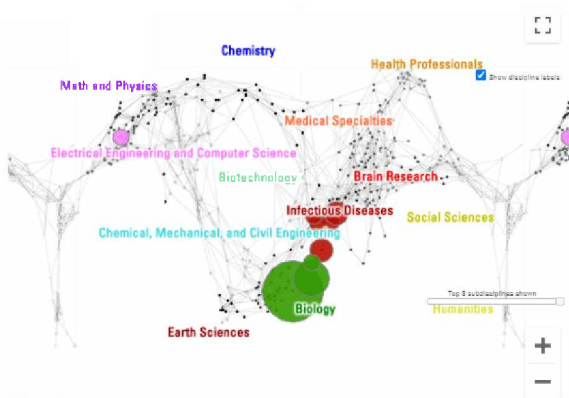 Chemistry
Health Professionals
Show discipline labels
Math and Physics
Medical Specialties
Electrical Engineering and Computer Science
Biotechnology
Brain Research
Infectious Diseases
Social Sciences
Chemical, Mechanical, and Civil Engineering
Top 8 subdisciplines shown
Biology
Humanities
Earth Sciences